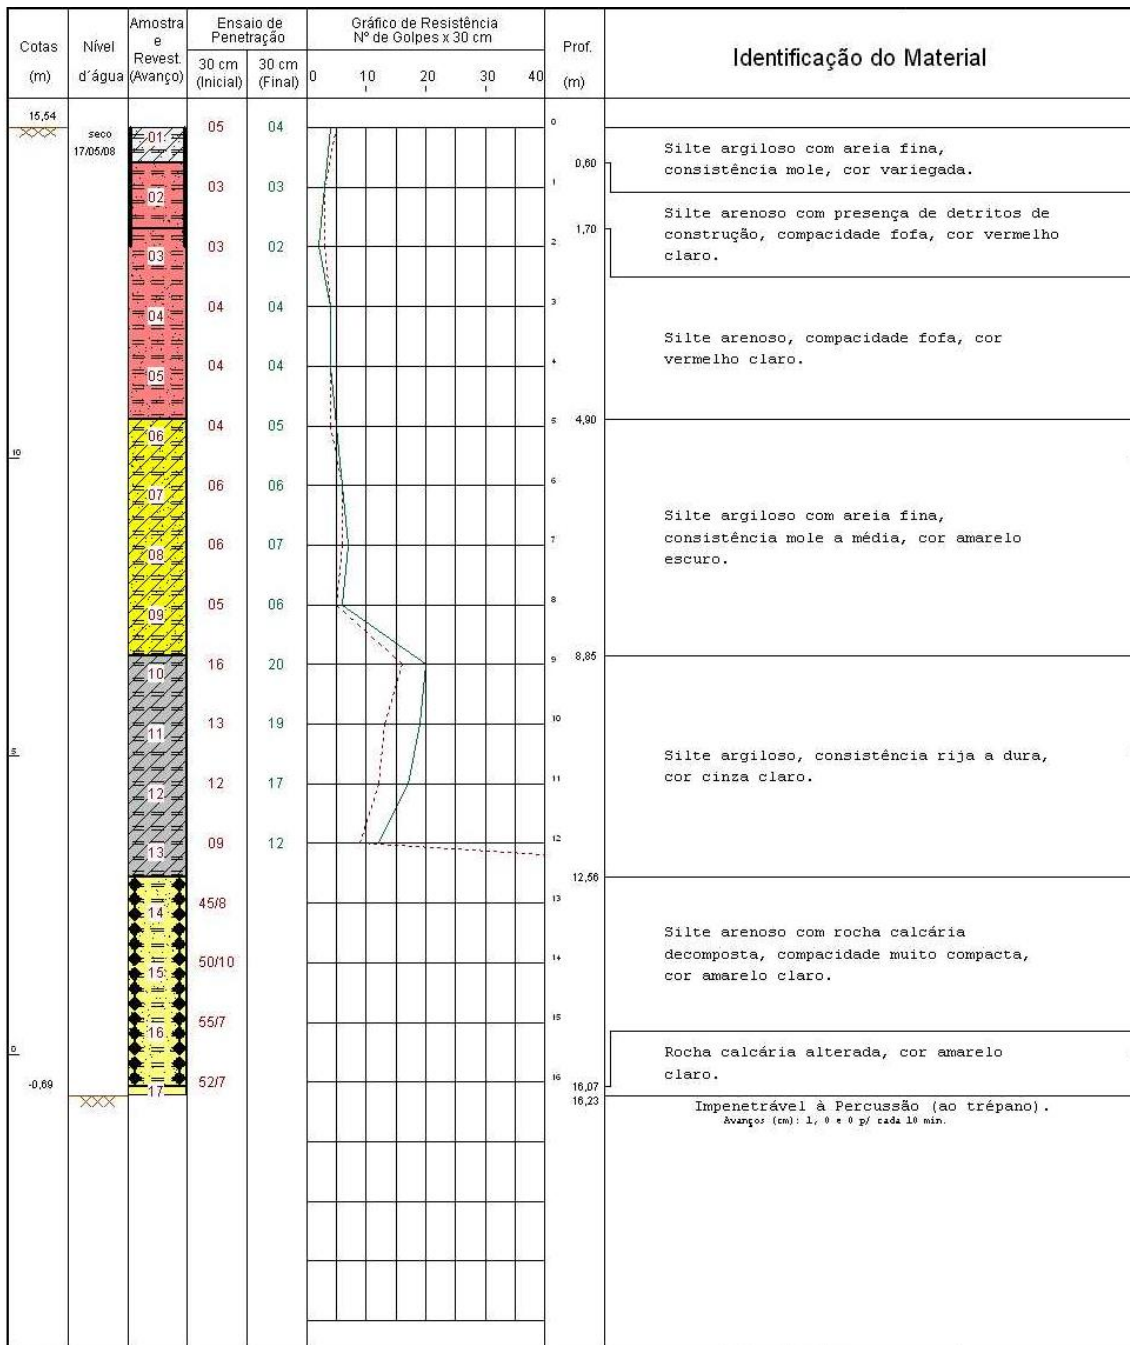 Cotas
(m)
Nível
d´água
Amostra
e
Revest.
(Avanço)
Ensaio de
Penetração
30 cm
(Inicial)
30 cm
(Final)
Gráfico de Resistência
Nº de Golpes x 30 cm
0 10 20 30 40
Prof.
(m)
Identificação do Material
15,54
seco
17/05/08
01 05 04 0
Silte argiloso com areia fina,
consistência mole, cor variegada.
0,60
02 03 03 1
Silte arenoso com presença de detritos de
construção, compacidade fofa, cor vermelho
claro.
1,70
03 03 02 2
04 04 04 3
Silte arenoso, compacidade fofa, cor
vermelho claro.
05 04 04 4
4,90
06 04 05 5
10
07 06 06 6
Silte argiloso com areia fina,
consistência mole a média, cor amarelo
escuro.
08 06 07 7
09 05 06 8
8,85
10 16 20 9
11 13 19 10
5
Silte argiloso, consistência rija a dura,
cor cinza claro.
12 12 17 11
13 09 12 12
12,56
14 45/8 13
Silte arenoso com rocha calcária
decomposta, compacidade muito compacta,
cor amarelo claro.
15 50/10 14
16 55/7 15
0
Rocha calcária alterada, cor amarelo
claro.
-0,69
17 52/7 16
16,07
16,23
Impenetrável à Percussão (ao trépano).
Avanços (cm): 1, 0 e 0 p/ cada 10 min.